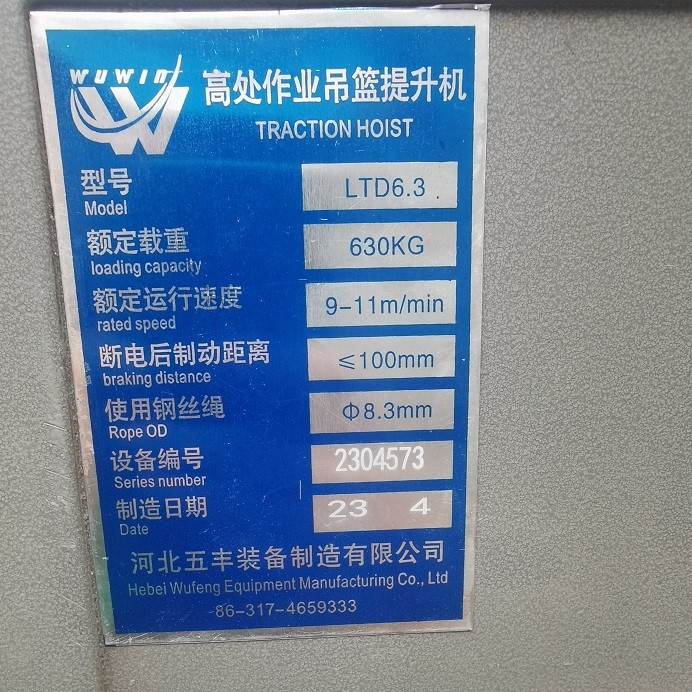 WUWIN
高处作业吊篮提升机
TRACTION HOIST
型号 LTD6.3
Model
额定载重 630KG
loading capacity
额定运行速度 9-11m/min
rated speed
断电后制动距离 ≤100mm
braking distance
使用钢丝绳 Φ8.3mm
Rope OD
设备编号 2304573
Series number
制造日期 23 4
Date
河北五丰装备制造有限公司
Hebei Wufeng Equipment Manufacturing Co., Ltd
86-317-4659333